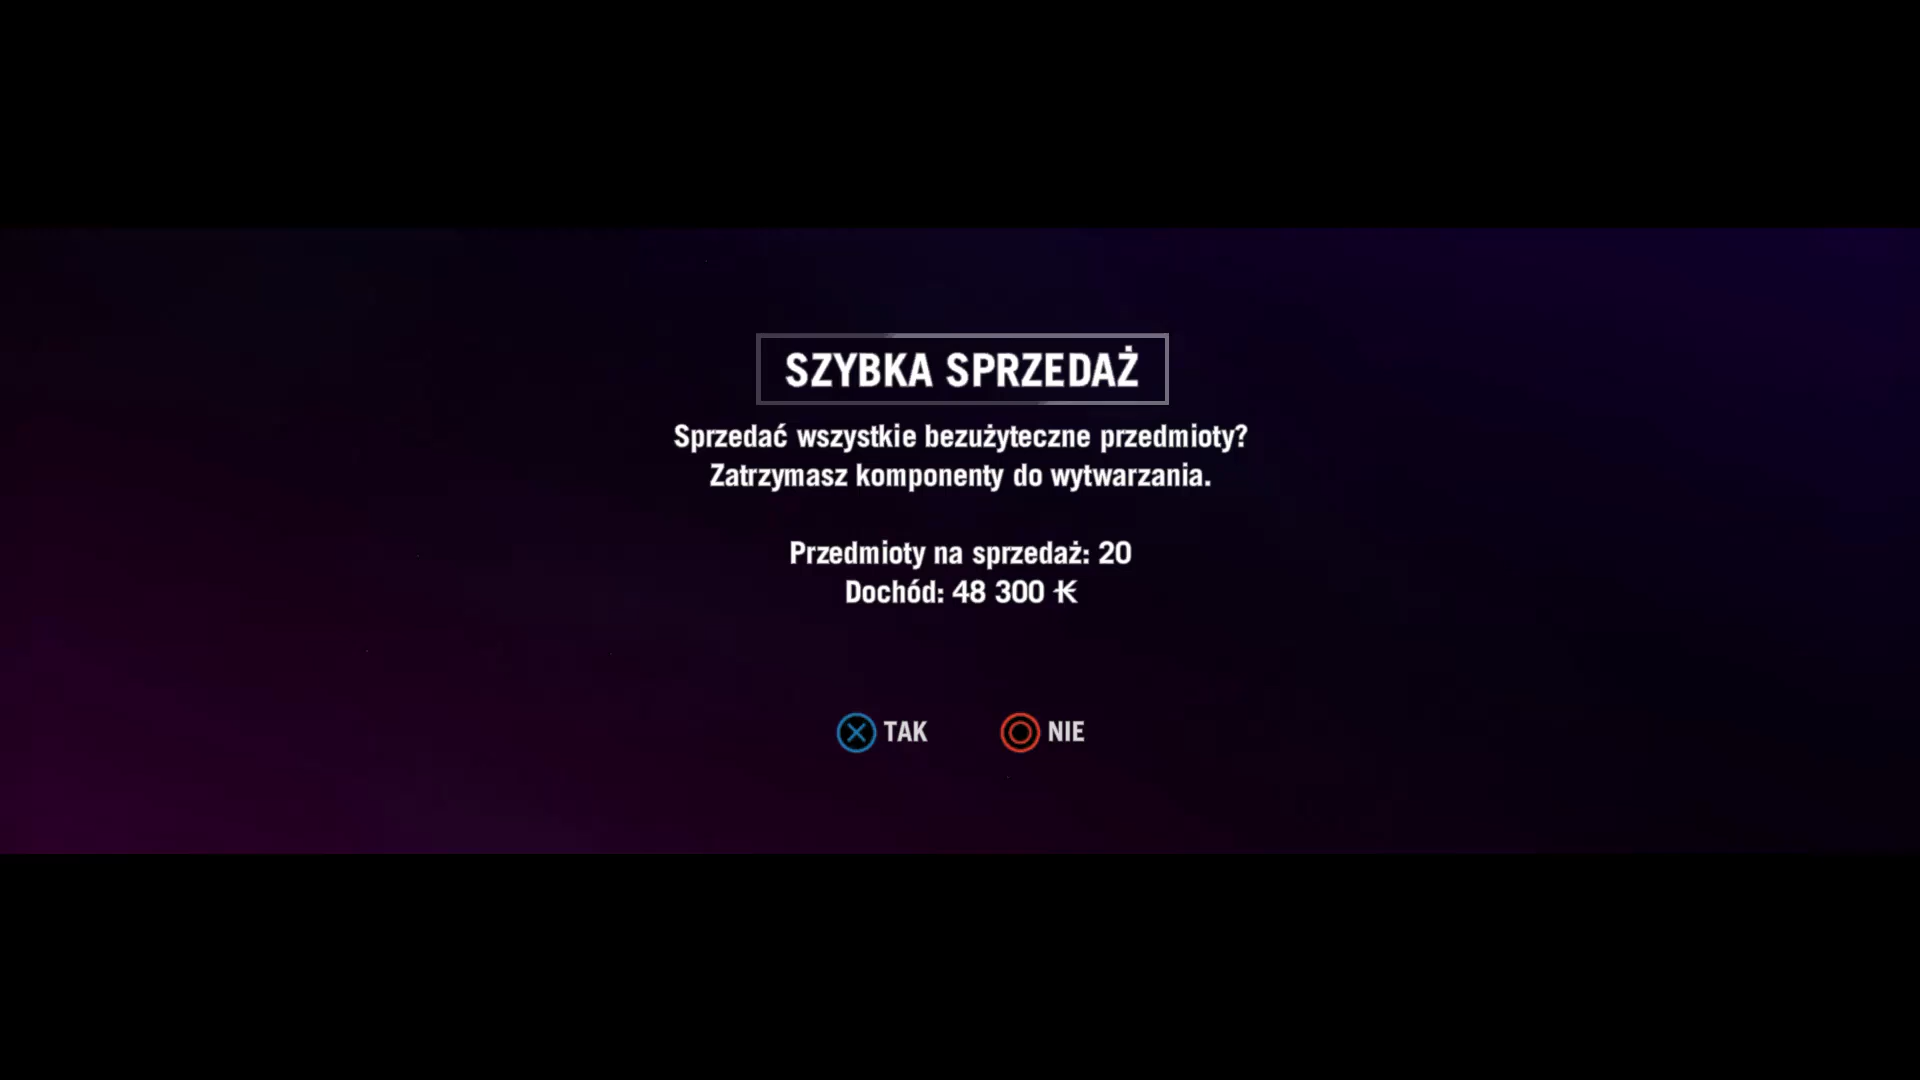 SZYBKA SPRZEDAŻ
Sprzedać wszystkie bezużyteczne przedmioty?
Zatrzymasz komponenty do wytwarzania.
Przedmioty na sprzedaż: 20
Dochód: 48 300 ₭
TAK NIE